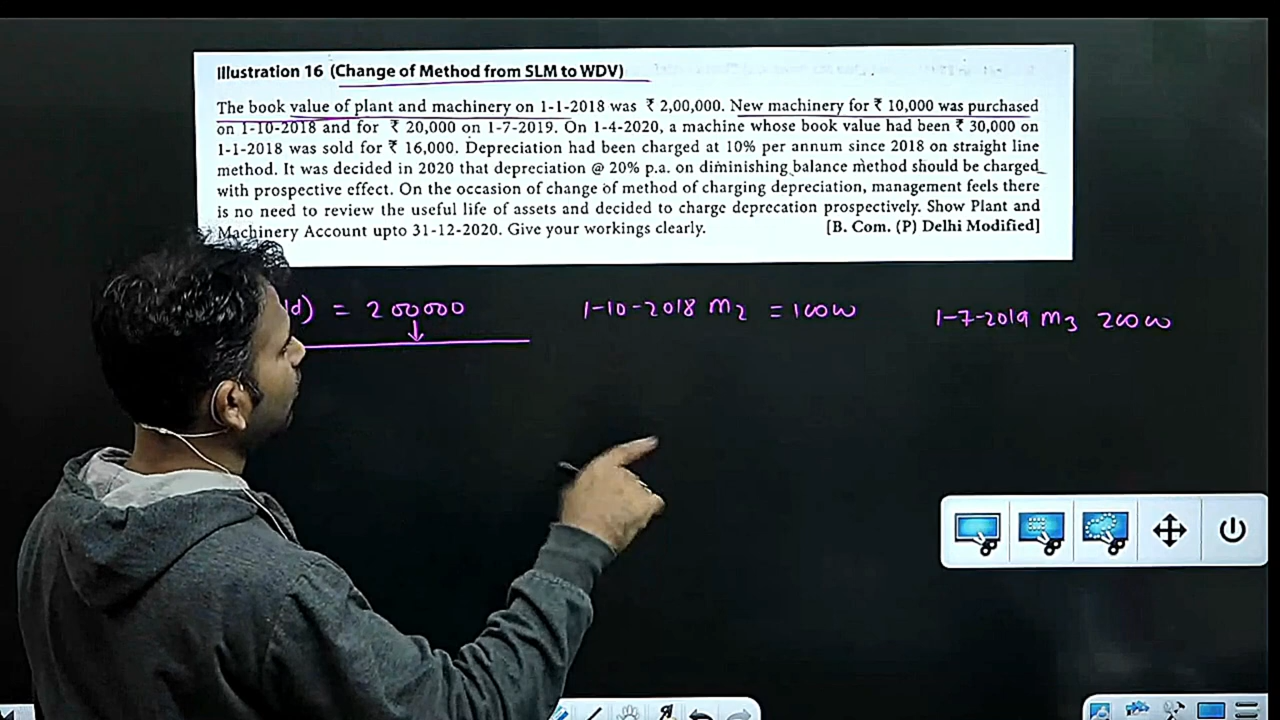 Illustration 16 (Change of Method from SLM to WDV)
The book value of plant and machinery on 1-1-2018 was ₹ 2,00,000. New machinery for ₹ 10,000 was purchased
on 1-10-2018 and for ₹ 20,000 on 1-7-2019. On 1-4-2020, a machine whose book value had been ₹ 30,000 on
1-1-2018 was sold for ₹ 16,000. Depreciation had been charged at 10% per annum since 2018 on straight line
method. It was decided in 2020 that depreciation @ 20% p.a. on diminishing balance method should be charged
with prospective effect. On the occasion of change of method of charging depreciation, management feels there
is no need to review the useful life of assets and decided to charge deprecation prospectively. Show Plant and
Machinery Account upto 31-12-2020. Give your workings clearly. [B. Com. (P) Delhi Modified]
ld) = 200000
1-10-2018 M2 = 10000
1-7-2019 M3 20000